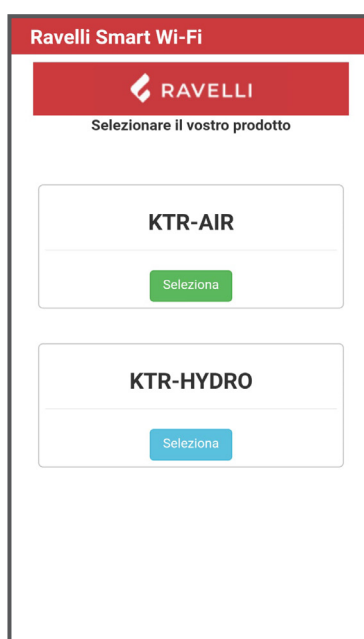 Ravelli Smart Wi-Fi
RAVELLI
Selezionare il vostro prodotto
KTR-AIR
Seleziona
KTR-HYDRO
Seleziona